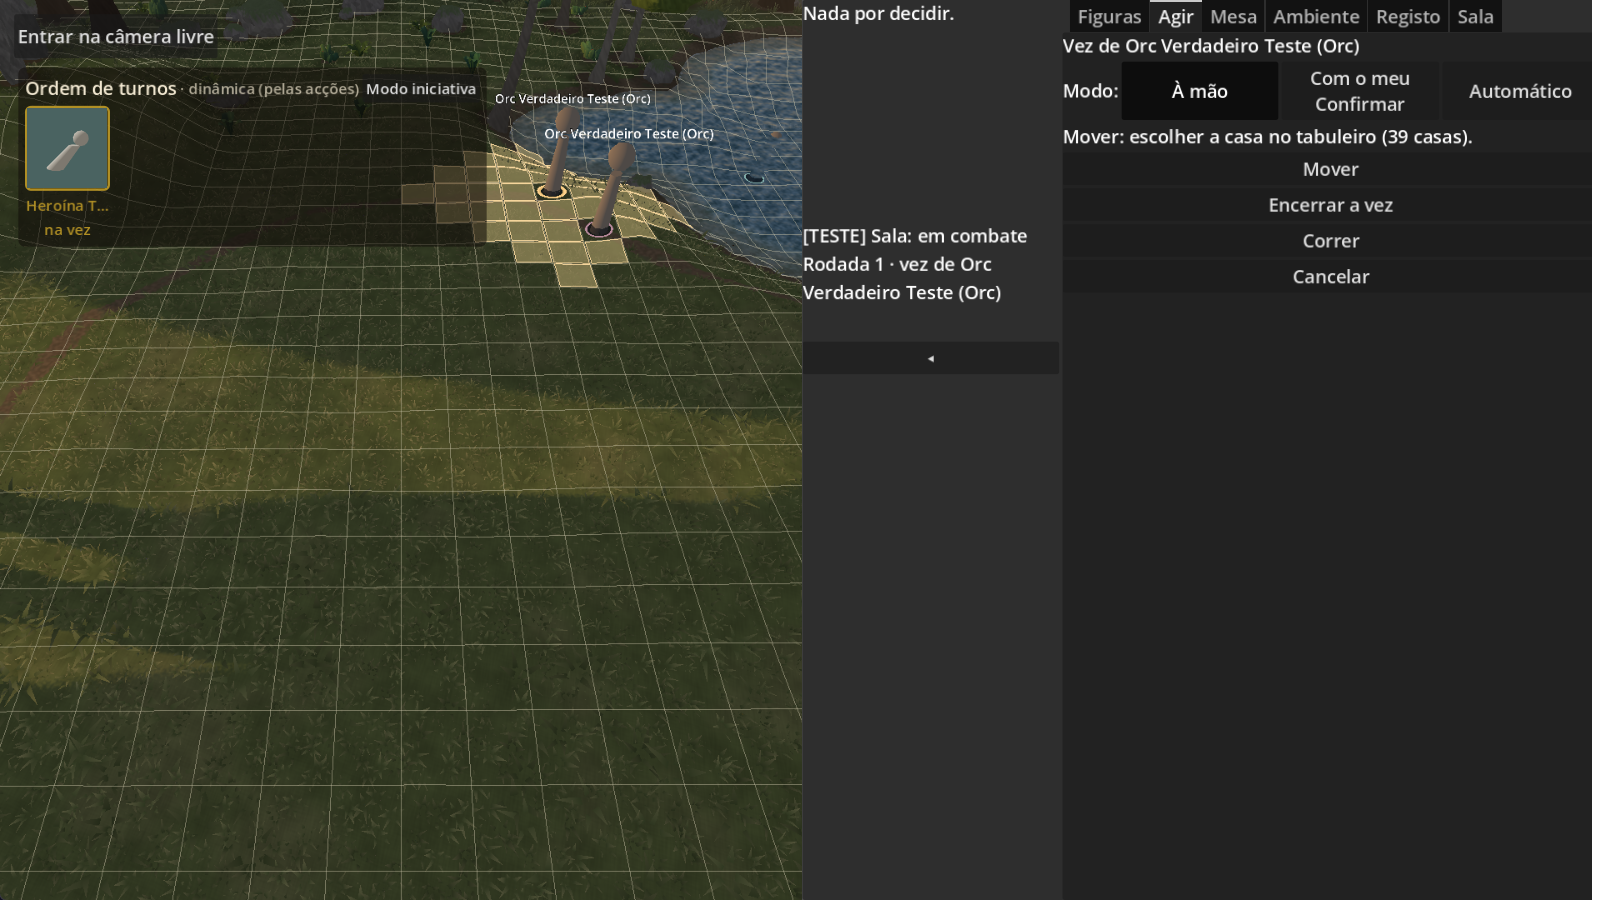 Entrar na câmera livre
Ordem de turnos · dinâmica (pelas acções) Modo iniciativa
Heroína T...
na vez
Orc Verdadeiro Teste (Orc)
Orc Verdadeiro Teste (Orc)
Nada por decidir.
[TESTE] Sala: em combate
Rodada 1 · vez de Orc
Verdadeiro Teste (Orc)
Figuras Agir Mesa Ambiente Registo Sala
Vez de Orc Verdadeiro Teste (Orc)
Modo: À mão Com o meu Confirmar Automático
Mover: escolher a casa no tabuleiro (39 casas).
Mover
Encerrar a vez
Correr
Cancelar